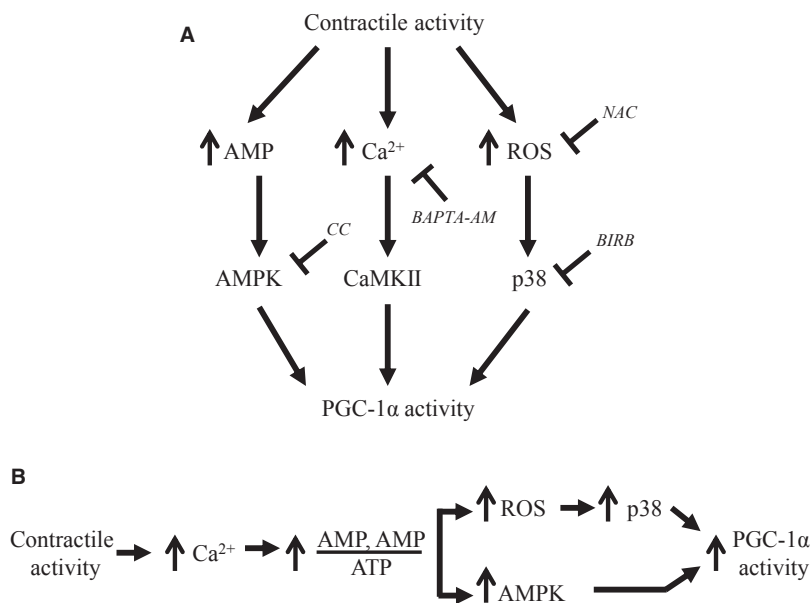 A
Contractile activity
NAC
AMP
Ca²⁺
ROS
CC
BAPTA-AM
BIRB
AMPK
CaMKII
p38
PGC-1α activity
B
ROS
p38
Contractile
activity
Ca²⁺
AMP, AMP
ATP
PGC-1α
activity
AMPK